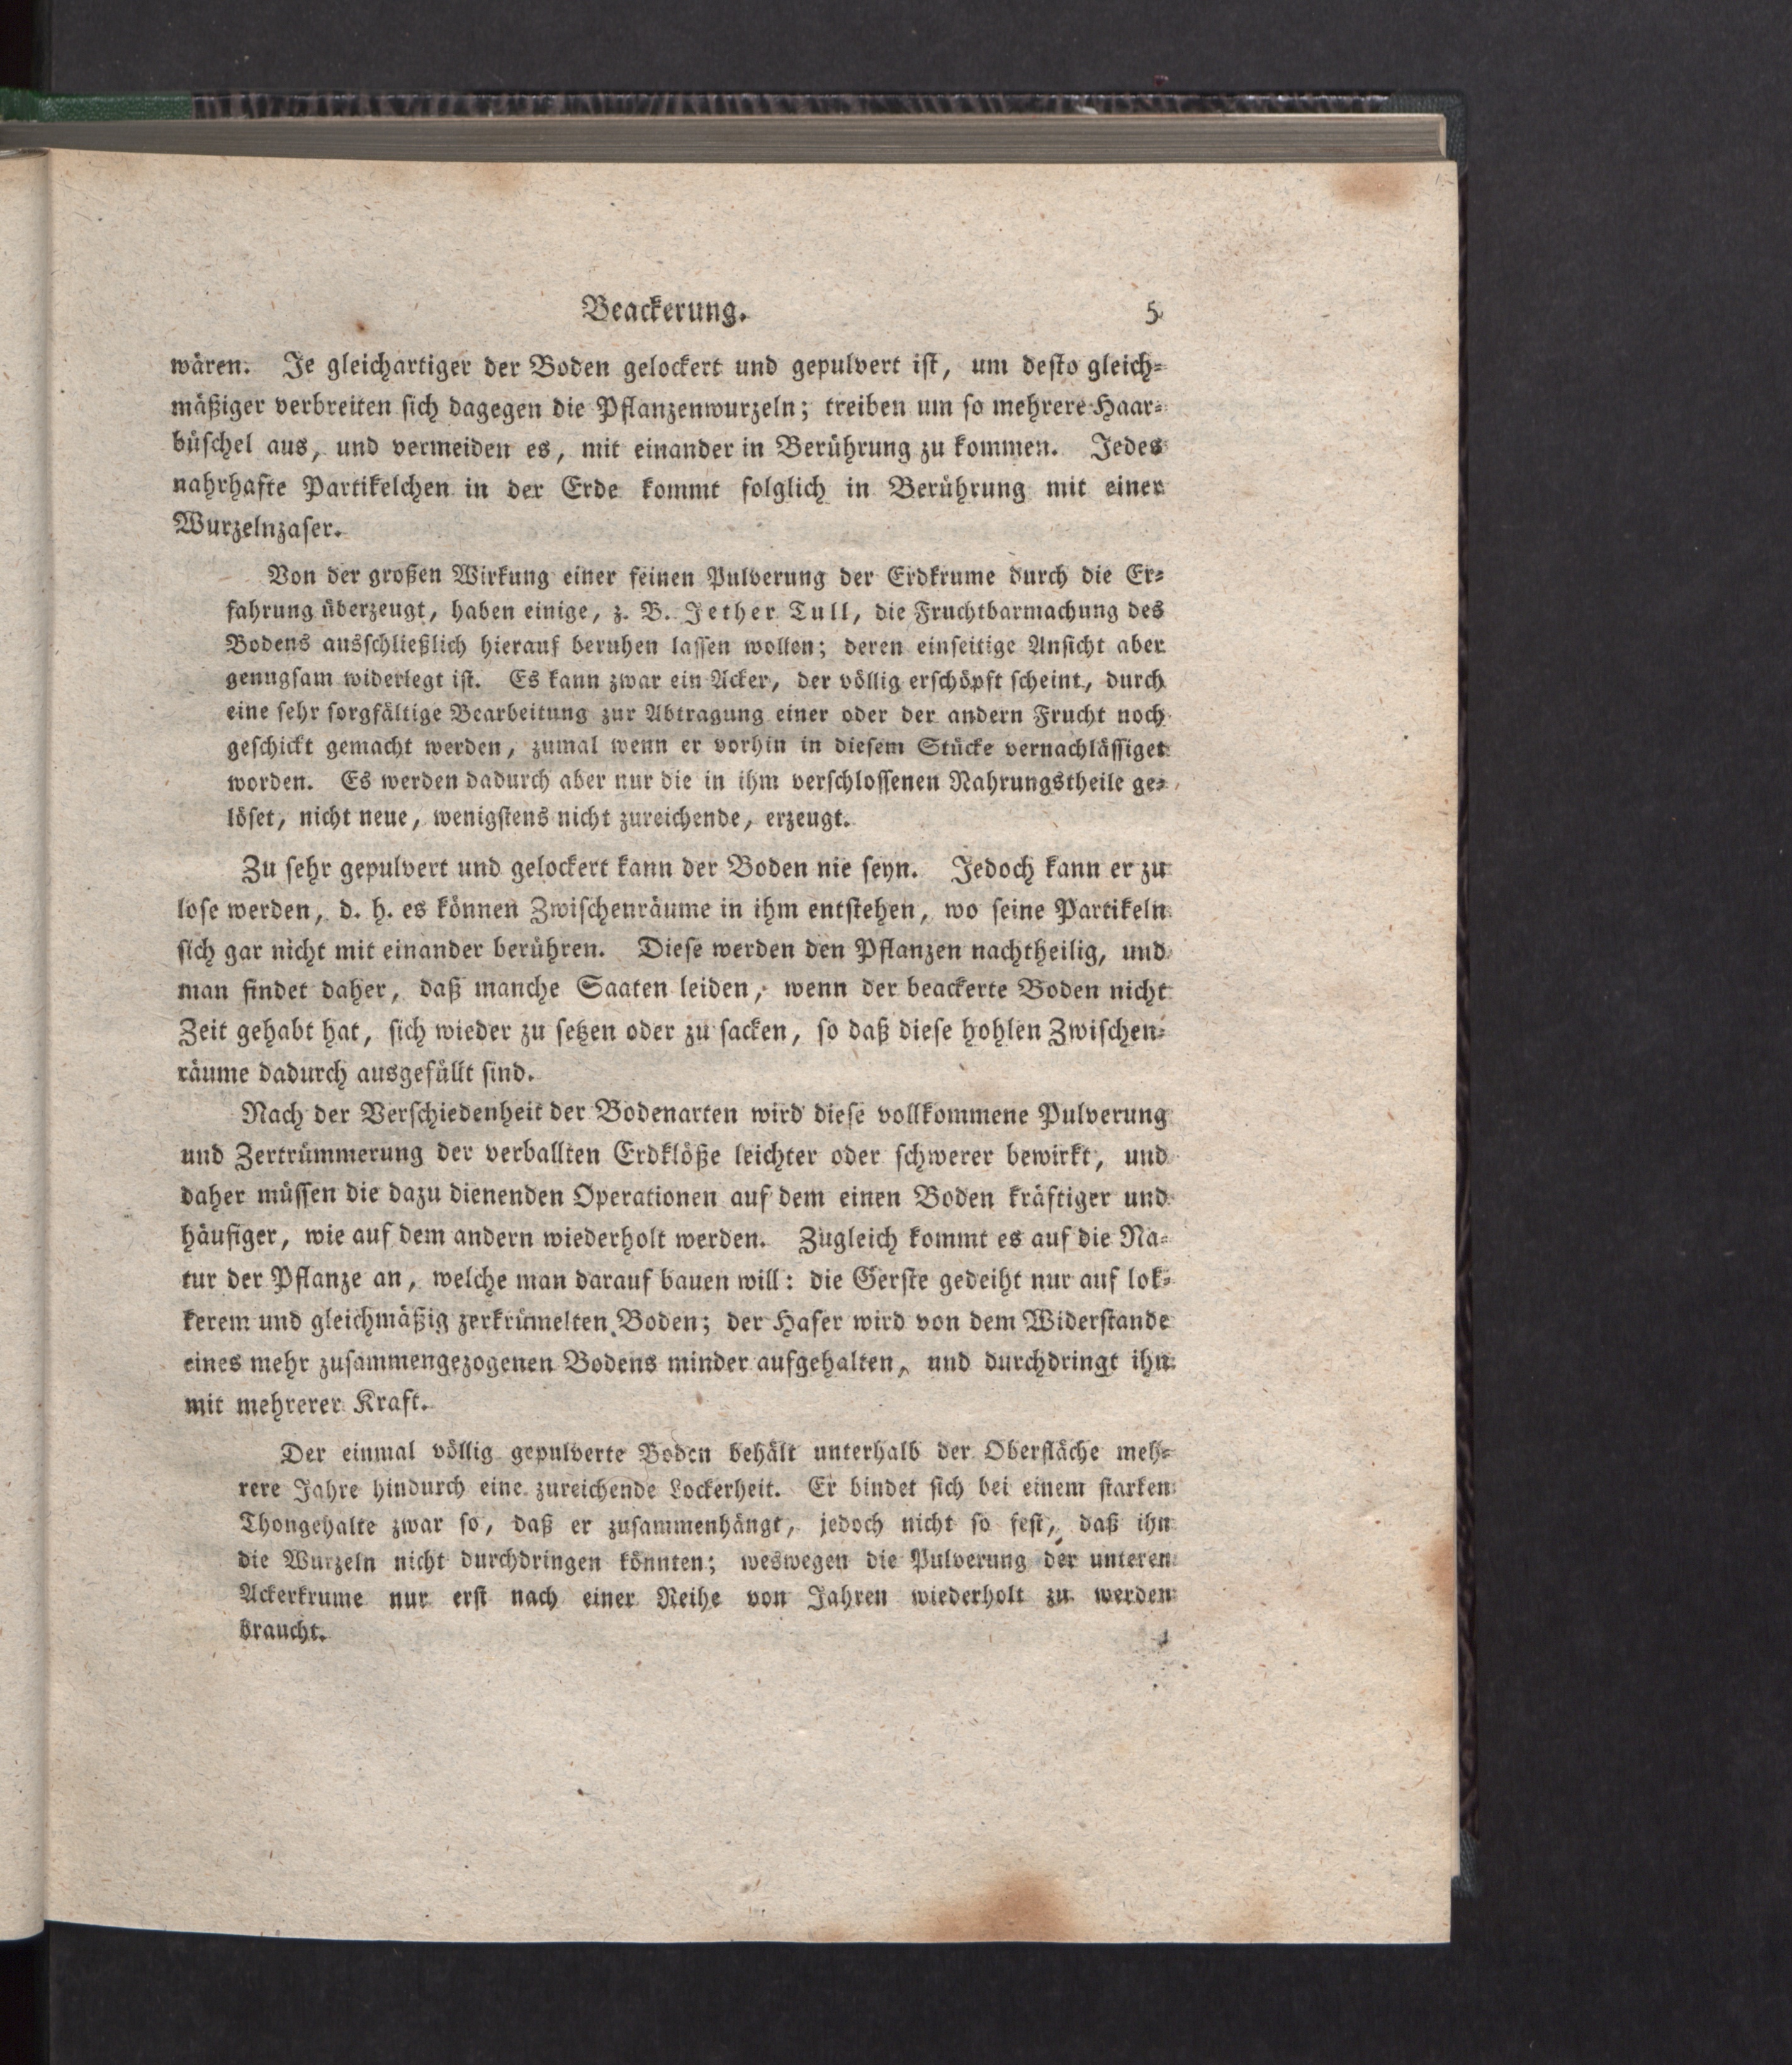 Beackerung. 5
wären. Je gleichartiger der Boden gelockert und gepulvert ist, um desto gleich-
mäßiger verbreiten sich dagegen die Pflanzenwurzeln; treiben um so mehrere Haar-
büschel aus, und vermeiden es, mit einander in Berührung zu kommen. Jedes
nahrhafte Partikelchen in der Erde kommt folglich in Berührung mit einer
Wurzelnzaser.
Von der großen Wirkung einer feinen Pulverung der Erdkrume durch die Er-
fahrung überzeugt, haben einige, z. B. Jether Tull, die Fruchtbarmachung des
Bodens ausschließlich hierauf beruhen lassen wollen; deren einseitige Ansicht aber
genugsam widerlegt ist. Es kann zwar ein Acker, der völlig erschöpft scheint, durch
eine sehr sorgfältige Bearbeitung zur Abtragung einer oder der andern Frucht noch
geschickt gemacht werden, zumal wenn er vorhin in diesem Stücke vernachlässiget
worden. Es werden dadurch aber nur die in ihm verschlossenen Nahrungstheile ge-
löset, nicht neue, wenigstens nicht zureichende, erzeugt.
Zu sehr gepulvert und gelockert kann der Boden nie seyn. Jedoch kann er zu
lose werden, d. h. es können Zwischenräume in ihm entstehen, wo seine Partikeln
sich gar nicht mit einander berühren. Diese werden den Pflanzen nachtheilig, und
man findet daher, daß manche Saaten leiden, wenn der beackerte Boden nicht
Zeit gehabt hat, sich wieder zu setzen oder zu sacken, so daß diese hohlen Zwischen-
räume dadurch ausgefällt sind.
Nach der Verschiedenheit der Bodenarten wird diese vollkommene Pulverung
und Zertrümmerung der verballten Erdklöße leichter oder schwerer bewirkt, und
daher müssen die dazu dienenden Operationen auf dem einen Boden kräftiger und
häufiger, wie auf dem andern wiederholt werden. Zugleich kommt es auf die Na-
tur der Pflanze an, welche man darauf bauen will: die Gerste gedeiht nur auf lok-
kerem und gleichmäßig zerkrümelten Boden; der Hafer wird von dem Widerstande
eines mehr zusammengezogenen Bodens minder aufgehalten, und durchdringt ihn
mit mehrerer Kraft.
Der einmal völlig gepulverte Boden behält unterhalb der Oberfläche meh-
rere Jahre hindurch eine zureichende Lockerheit. Er bindet sich bei einem starken
Thongehalte zwar so, daß er zusammenhängt, jedoch nicht so fest, daß ihn
die Wurzeln nicht durchdringen könnten; weswegen die Pulverung der unteren
Ackerkrume nur erst nach einer Reihe von Jahren wiederholt zu werden
braucht.